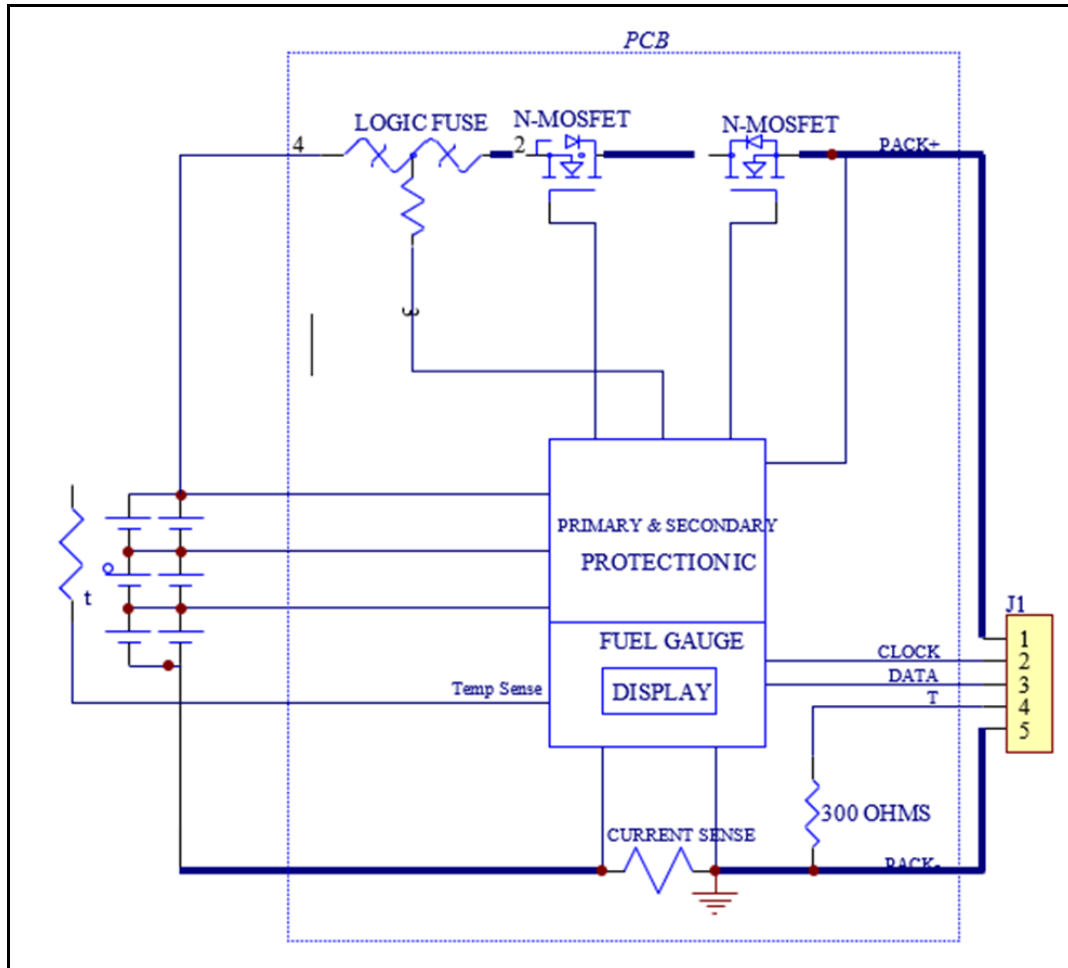 PCB
LOGIC FUSE
N-MOSFET
N-MOSFET
4
2
PACK+
3
PRIMARY & SECONDARY
PROTECTION IC
t
J1
FUEL GAUGE
1
CLOCK
2
DATA
3
Temp Sense
DISPLAY
T
4
5
300 OHMS
CURRENT SENSE
PACK-